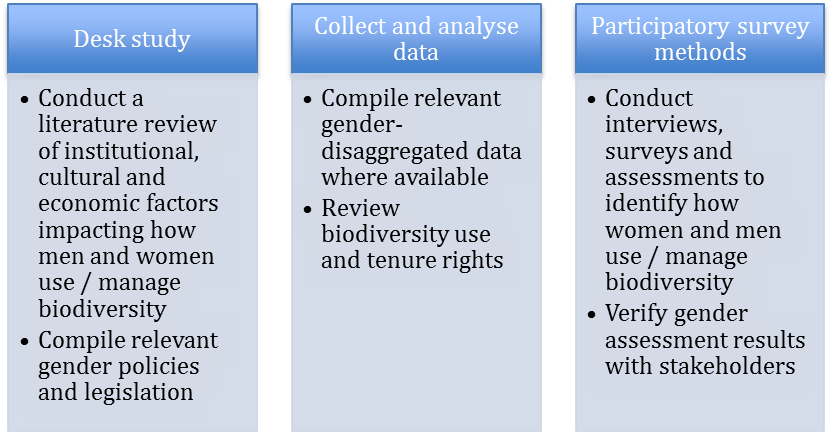 Desk study
• Conduct a
literature review
of institutional,
cultural and
economic factors
impacting how
men and women
use / manage
biodiversity
• Compile relevant
gender policies
and legislation
Collect and analyse
data
• Compile relevant
gender-
disaggregated data
where available
• Review
biodiversity use
and tenure rights
Participatory survey
methods
• Conduct
interviews,
surveys and
assessments to
identify how
women and men
use / manage
biodiversity
• Verify gender
assessment results
with stakeholders